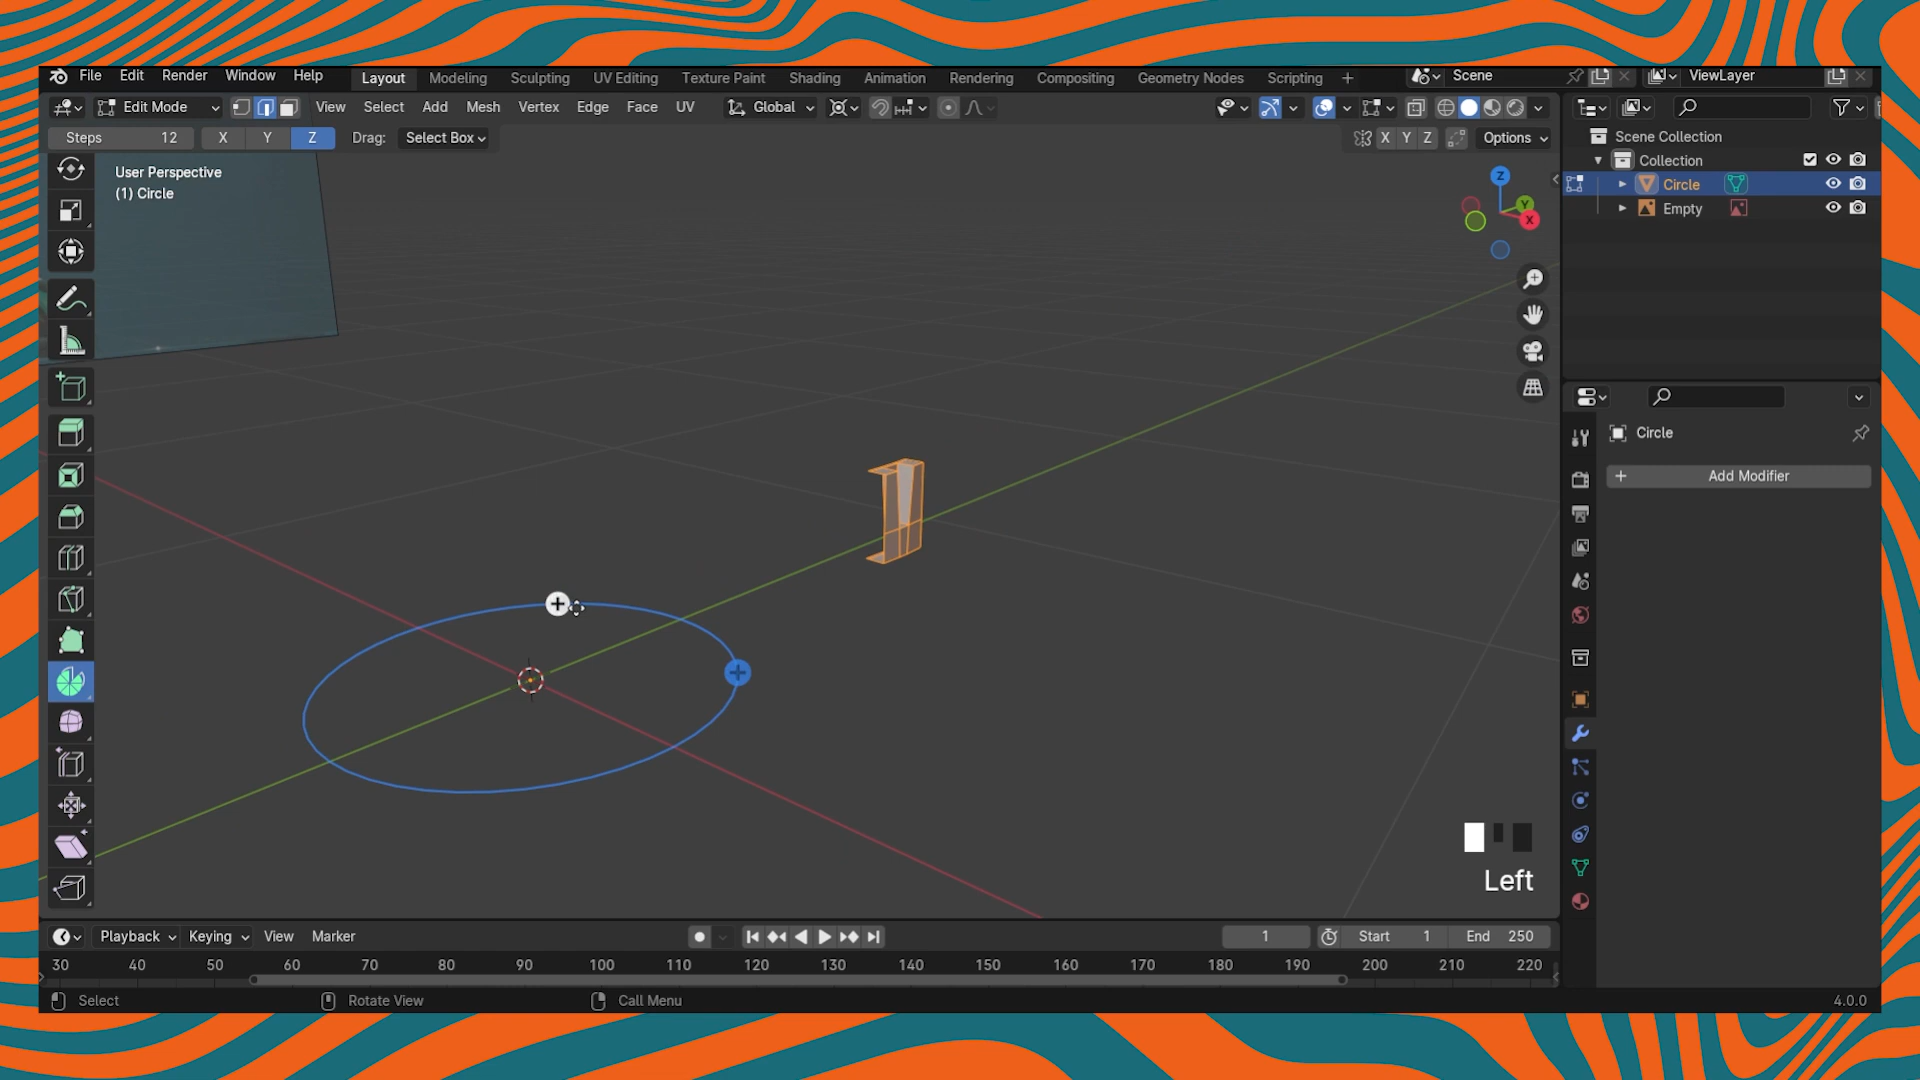 File Edit Render Window Help Layout Modeling Sculpting UV Editing Texture Paint Shading Animation Rendering Compositing Geometry Nodes Scripting + Scene ViewLayer
Edit Mode View Select Add Mesh Vertex Edge Face UV Global
Steps 12 X Y Z Drag: Select Box X Y Z Options
Scene Collection
Collection
Circle
Empty
User Perspective
(1) Circle
Z
Y
X
Circle
+ Add Modifier
Left
Playback Keying View Marker 1 Start 1 End 250
30 40 50 60 70 80 90 100 110 120 130 140 150 160 170 180 190 200 210 220
Select Rotate View Call Menu 4.0.0